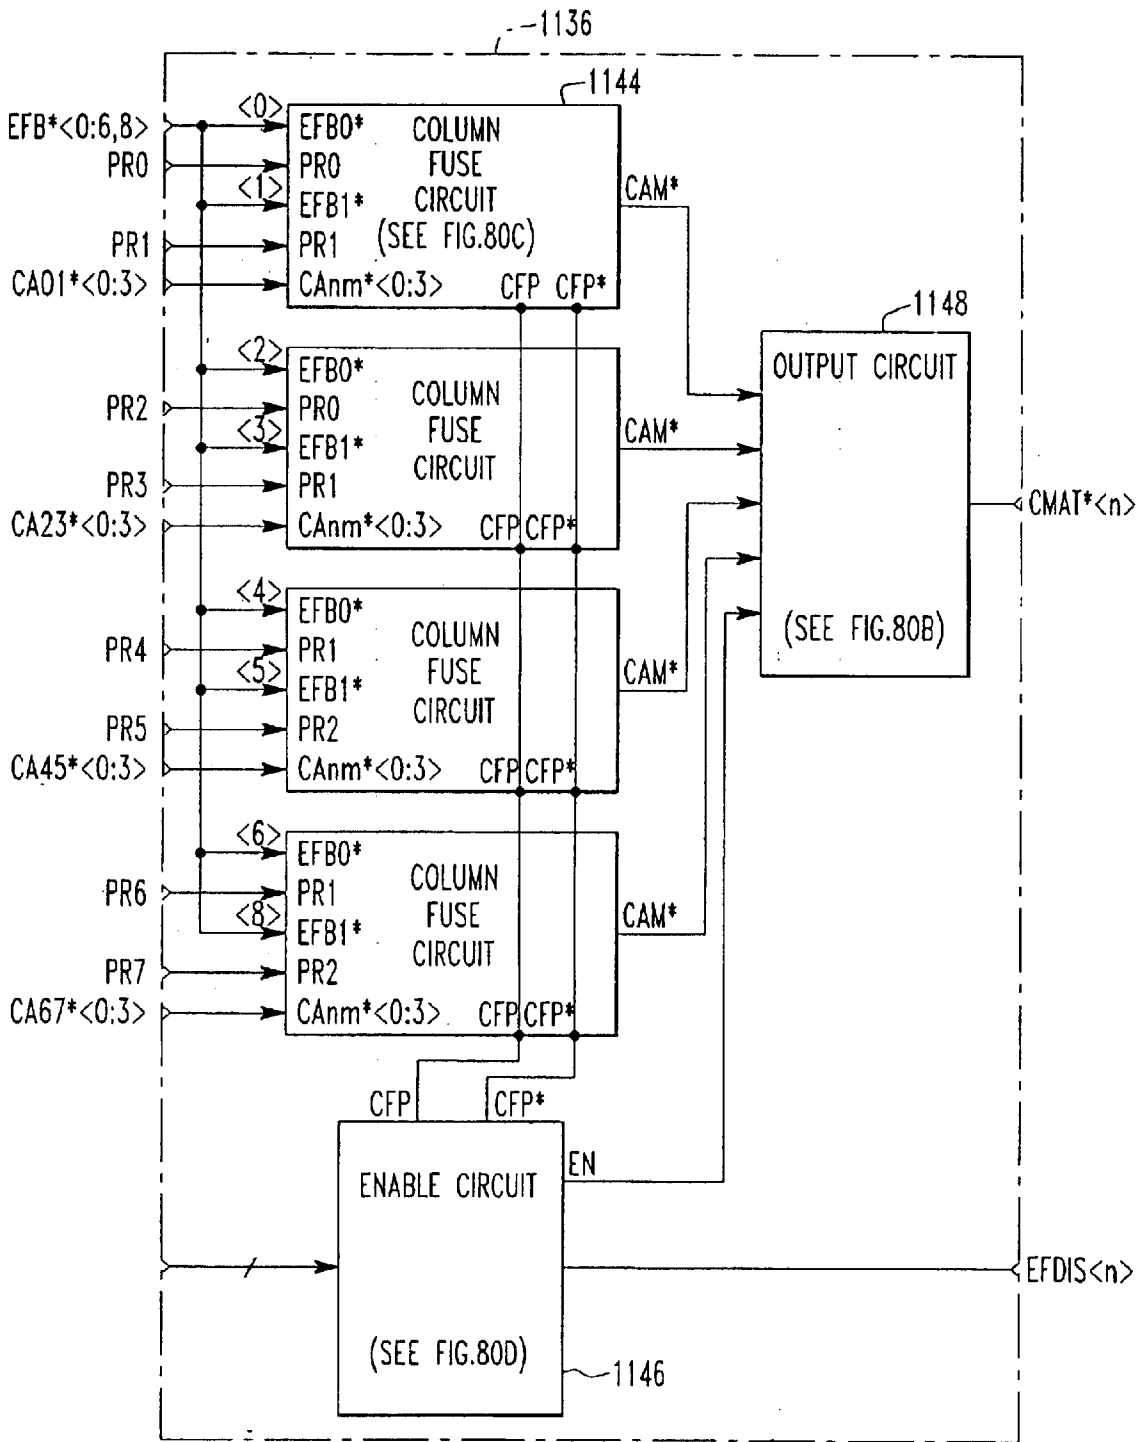 1136
1144
EFB*<0:6,8>
<0>
EFB0*
COLUMN
FUSE
CIRCUIT
(SEE FIG.80C)
PR0
PR0
<1>
EFB1*
CAM*
PR1
PR1
CA01*<0:3>
CAnm*<0:3>
CFP
CFP*
1148
OUTPUT CIRCUIT
(SEE FIG.80B)
CMAT*<n>
<2>
EFB0*
COLUMN
FUSE
CIRCUIT
PR2
PR0
<3>
EFB1*
CAM*
PR3
PR1
CA23*<0:3>
CAnm*<0:3>
CFP
CFP*
<4>
EFB0*
COLUMN
FUSE
CIRCUIT
PR4
PR1
<5>
EFB1*
CAM*
PR5
PR2
CA45*<0:3>
CAnm*<0:3>
CFP
CFP*
<6>
EFB0*
COLUMN
FUSE
CIRCUIT
PR6
PR1
<8>
EFB1*
CAM*
PR7
PR2
CA67*<0:3>
CAnm*<0:3>
CFP
CFP*
CFP
CFP*
EN
ENABLE CIRCUIT
(SEE FIG.80D)
EFDIS<n>
1146